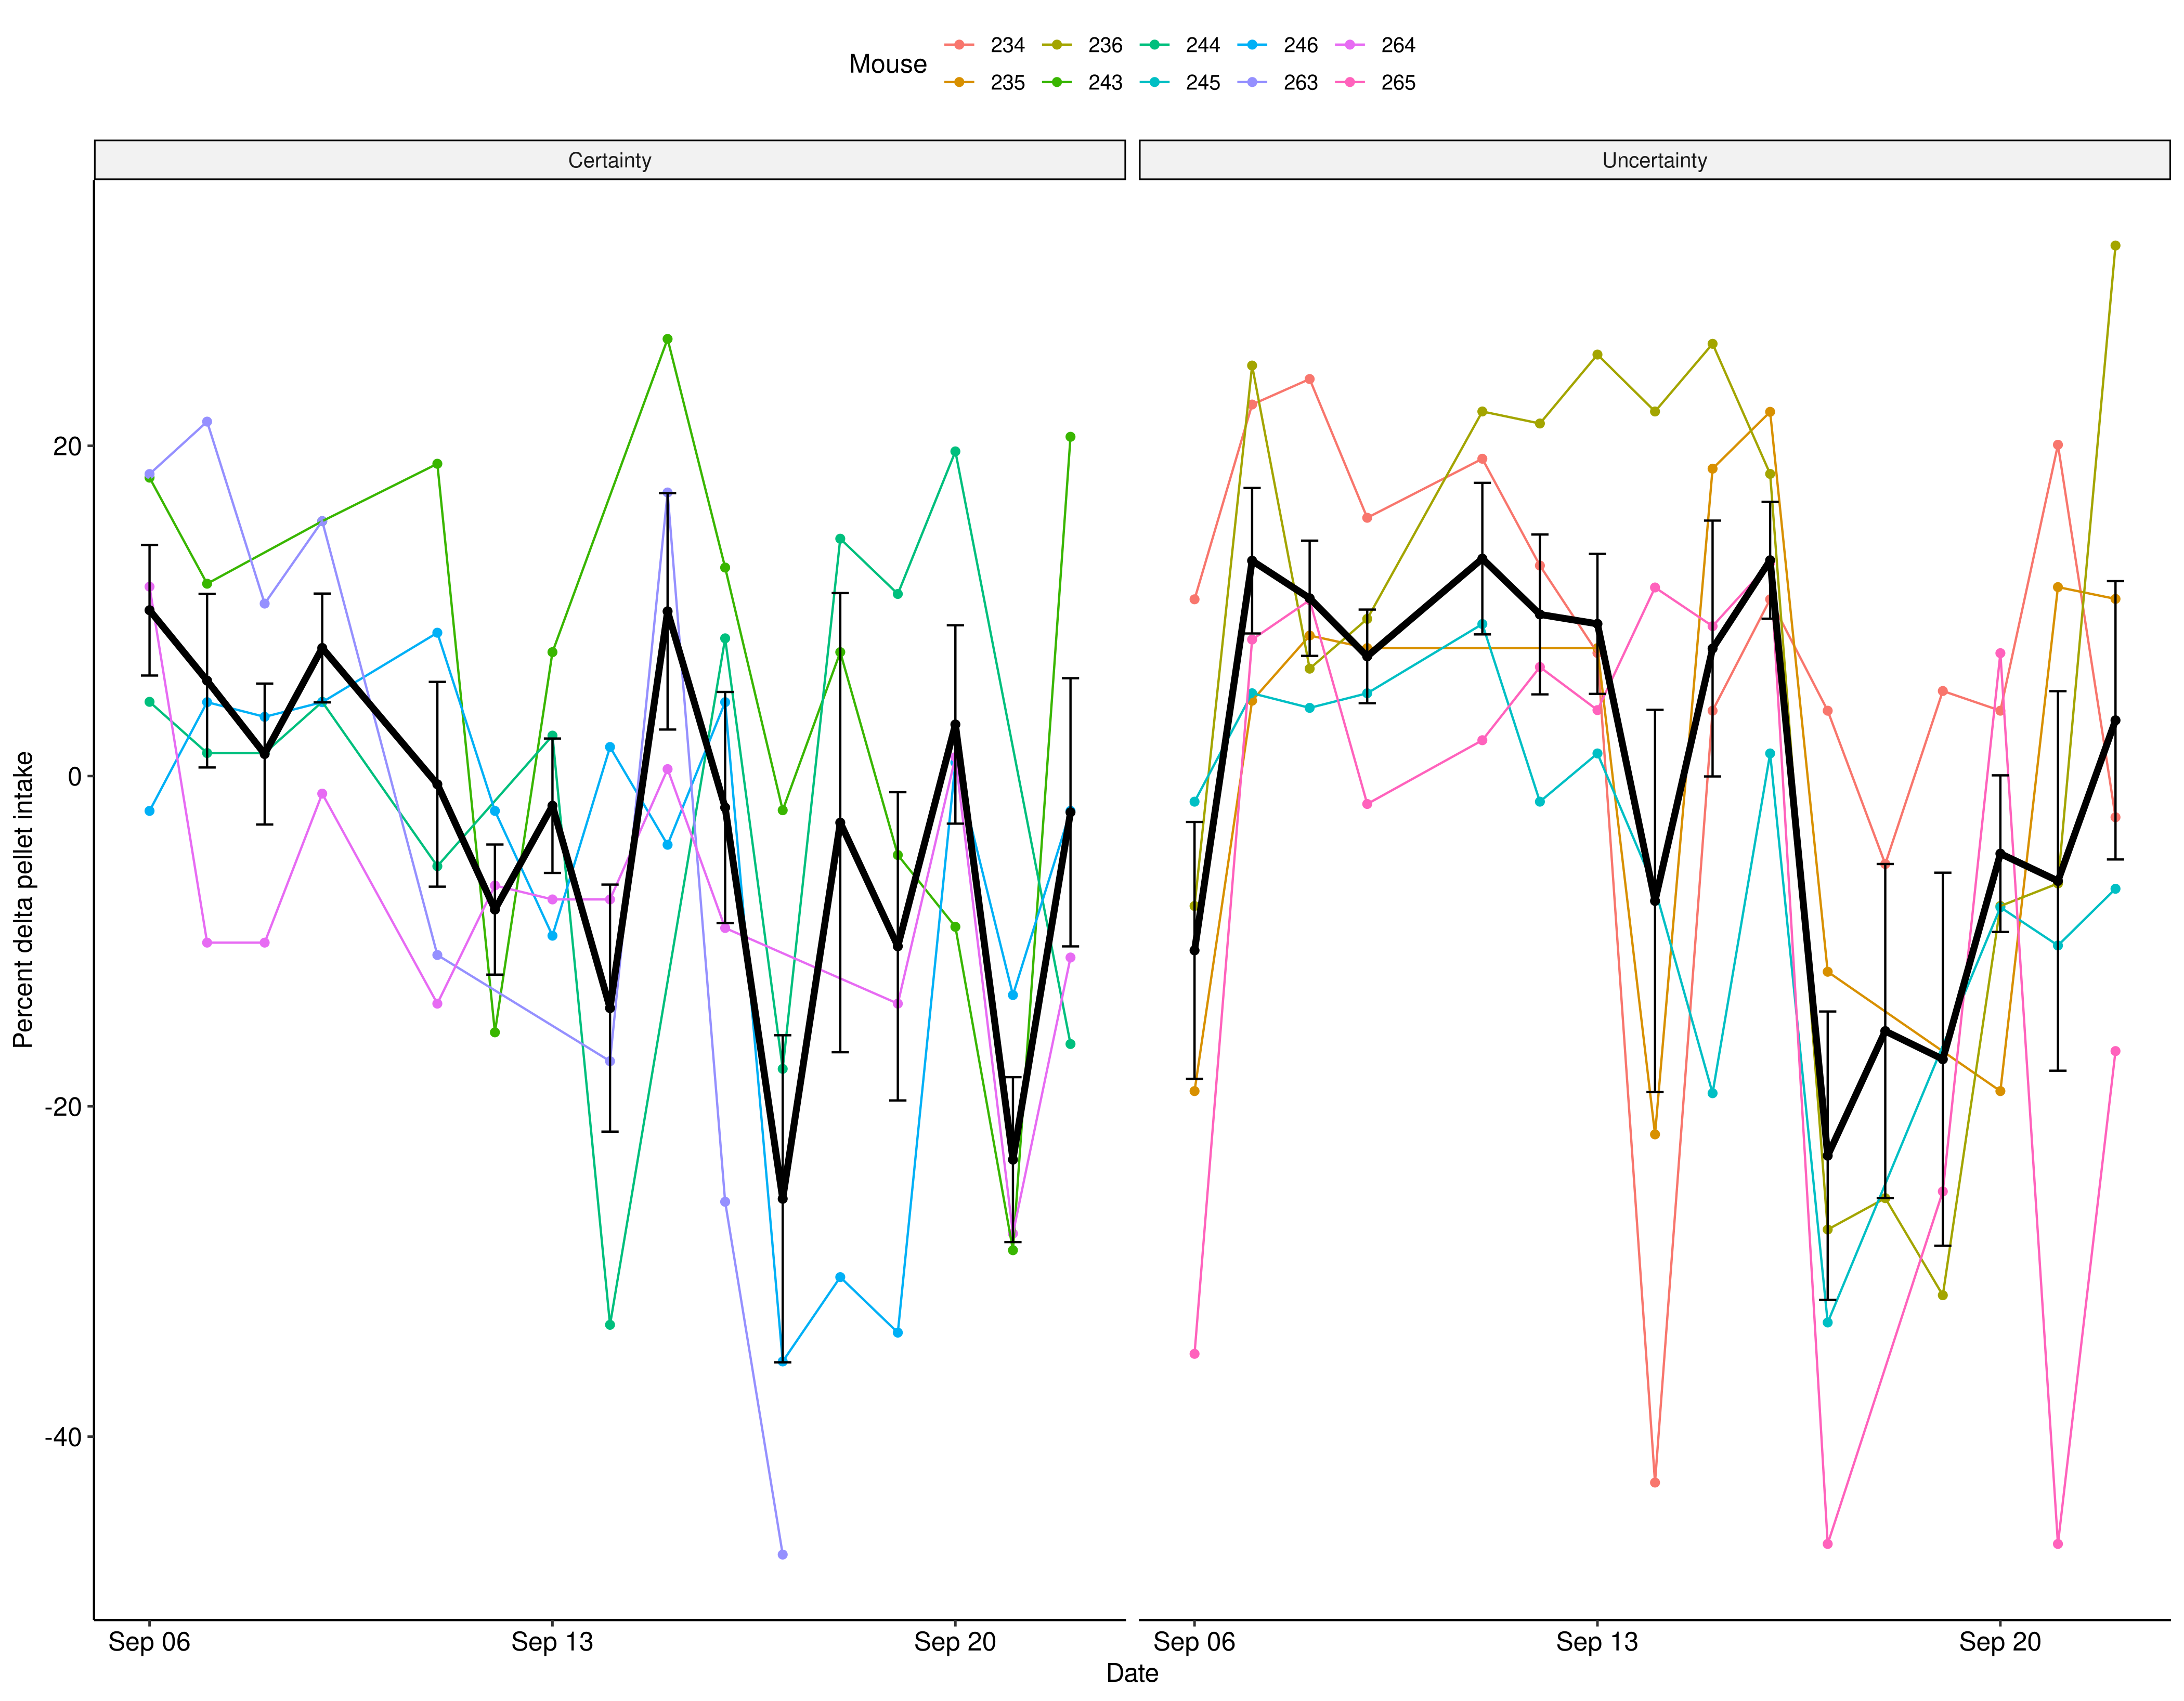 Mouse
234 236 244 246 264
235 243 245 263 265
Certainty
Uncertainty
Percent delta pellet intake
20
0
-20
-40
Sep 06 Sep 13 Sep 20
Sep 06 Sep 13 Sep 20
Date